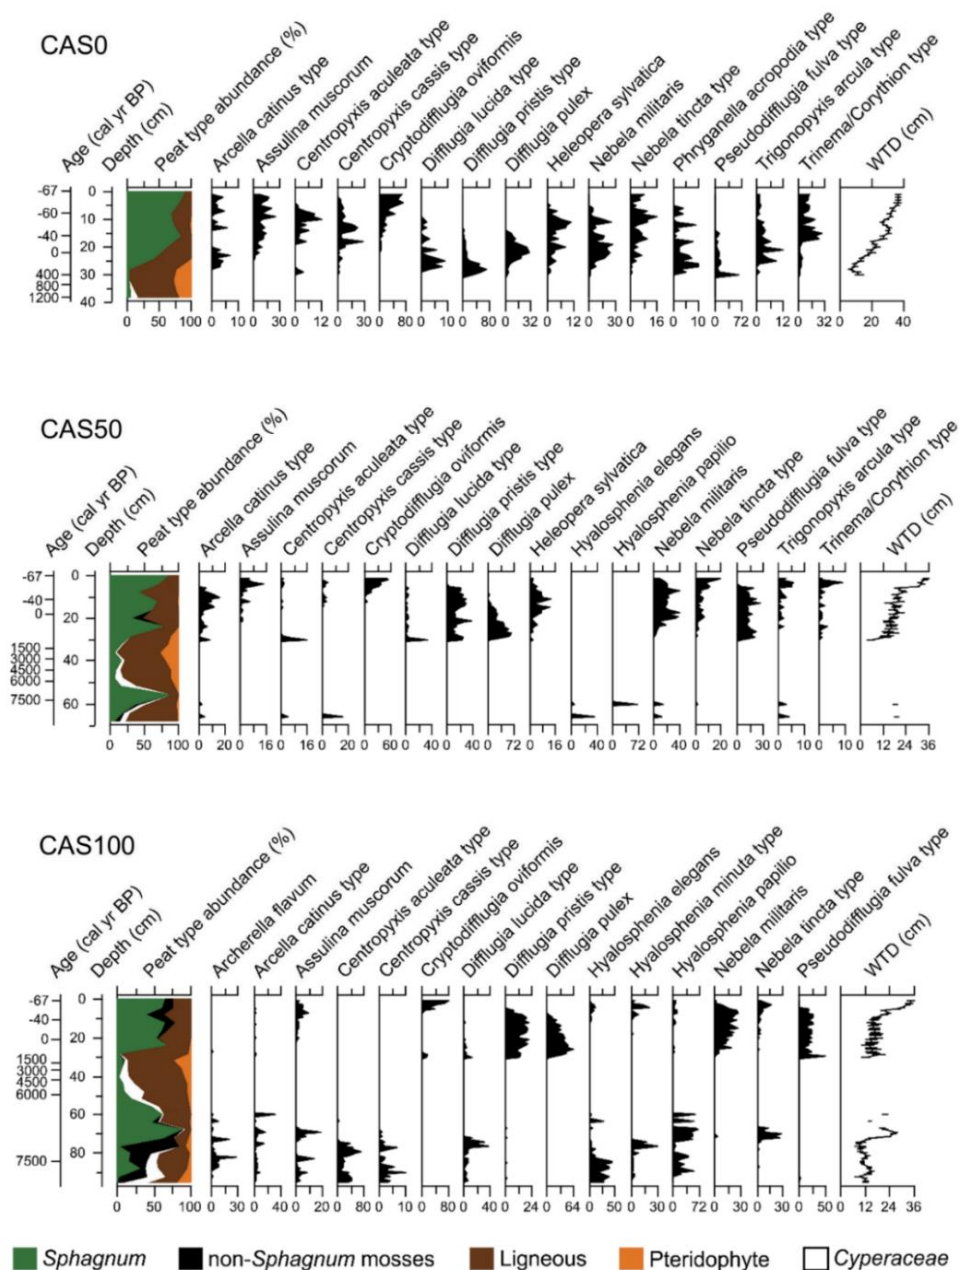 CAS0
Age (cal yr BP)
Depth (cm)
Peat type abundance (%)
Arcella catinus type
Assulina muscorum
Centropyxis aculeata type
Centropyxis cassis type
Cryptodifflugia oviformis
Difflugia lucida type
Difflugia pristis type
Difflugia pulex
Heleopera sylvatica
Nebela militaris
Nebela tincta type
Phryganella acropodia type
Pseudodifflugia fulva type
Trigonopyxis arcula type
Trinema/Corythion type
WTD (cm)
-67 -60 -40 0 400 800 1200
0 10 20 30 40
0 50 100 0 10 0 30 0 12 0 30 0 80 0 10 0 80 0 32 0 12 0 30 0 16 0 10 0 72 0 12 0 32 0 20 40
CAS50
Age (cal yr BP)
Depth (cm)
Peat type abundance (%)
Arcella catinus type
Assulina muscorum
Centropyxis aculeata type
Centropyxis cassis type
Cryptodifflugia oviformis
Difflugia lucida type
Difflugia pristis type
Difflugia pulex
Heleopera sylvatica
Hyalosphenia elegans
Hyalosphenia papilio
Nebela militaris
Nebela tincta type
Pseudodifflugia fulva type
Trigonopyxis arcula type
Trinema/Corythion type
WTD (cm)
-67 -40 0 1500 3000 4500 6000 7500
0 20 40 60
0 50 100 0 20 0 16 0 16 0 20 0 60 0 40 0 40 0 72 0 16 0 40 0 72 0 40 0 20 0 30 0 10 0 10 0 12 24 36
CAS100
Age (cal yr BP)
Depth (cm)
Peat type abundance (%)
Archerella flavum
Arcella catinus type
Assulina muscorum
Centropyxis aculeata type
Centropyxis cassis type
Cryptodifflugia oviformis
Difflugia lucida type
Difflugia pristis type
Difflugia pulex
Hyalosphenia elegans
Hyalosphenia minuta type
Hyalosphenia papilio
Nebela militaris
Nebela tincta type
Pseudodifflugia fulva type
WTD (cm)
-67 -40 0 1500 3000 4500 6000 7500
0 20 40 60 80
0 50 100 0 30 0 40 0 20 0 80 0 10 0 80 0 40 0 24 0 64 0 50 0 30 0 72 0 30 0 30 0 50 0 12 24 36
Sphagnum non-Sphagnum mosses Ligneous Pteridophyte Cyperaceae